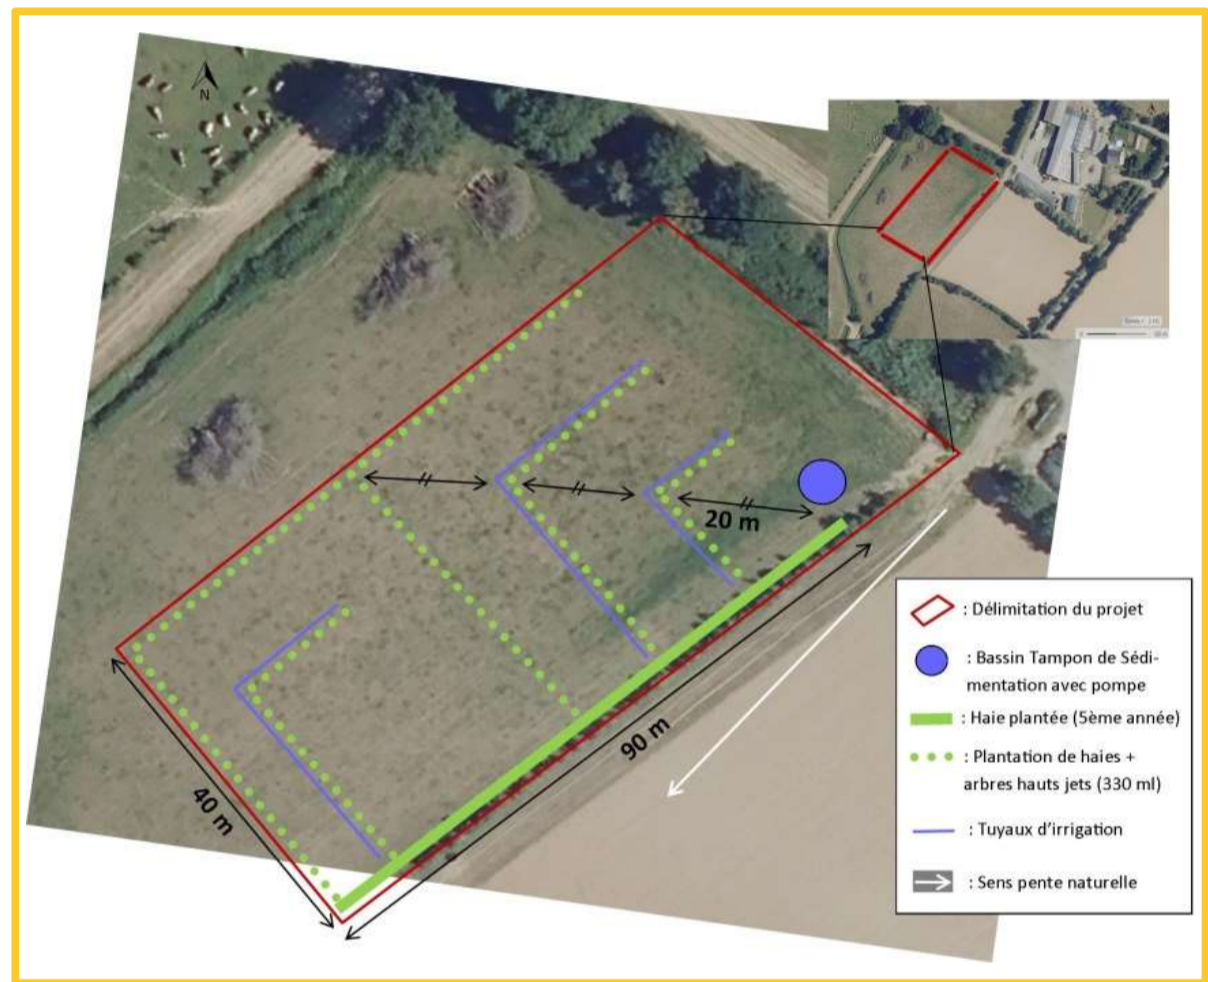 N
20 m
90 m
40 m
: Délimitation du projet
: Bassin Tampon de Sédi-
mentation avec pompe
: Haie plantée (5ème année)
: Plantation de haies +
arbres hauts jets (330 ml)
: Tuyaux d'irrigation
: Sens pente naturelle